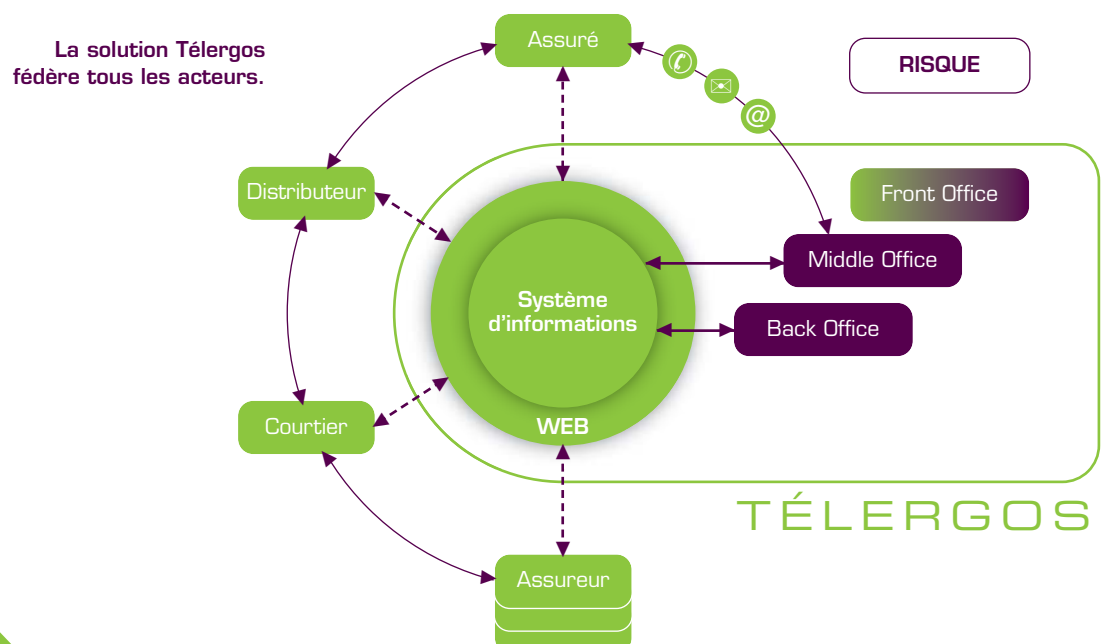 La solution Télergos
fédère tous les acteurs.
Assuré
RISQUE
@
Distributeur
Front Office
Middle Office
Système
d'informations
Back Office
Courtier
WEB
TÉLERGOS
Assureur